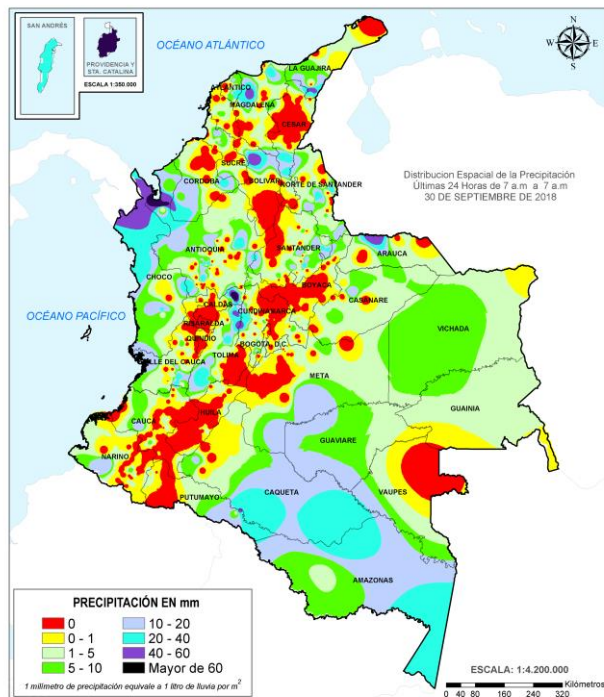 SAN ANDRÉS
PROVIDENCIA Y
STA. CATALINA
ESCALA 1:350.000
OCÉANO ATLÁNTICO
N
W
E
S
LA GUAJIRA
ATLÁNTICO
MAGDALENA
CESAR
SUCRE
CORDOBA
BOLIVAR
NORTE DE SANTANDER
Distribucion Espacial de la Precipitación
Últimas 24 Horas de 7 a.m a 7 a.m
30 DE SEPTIEMBRE DE 2018
ANTIOQUIA
SANTANDER
ARAUCA
CHOCO
BOYACA
CASANARE
OCÉANO PACÍFICO
CALDAS
CUNDINAMARCA
RISARALDA
VICHADA
QUINDIO
BOGOTA, D.C.
TOLIMA
VALLE DEL CAUCA
META
GUAINIA
HUILA
CAUCA
GUAVIARE
NARIÑO
VAUPES
PUTUMAYO
CAQUETA
AMAZONAS
PRECIPITACIÓN EN mm
0
0 - 1
1 - 5
5 - 10
10 - 20
20 - 40
40 - 60
Mayor de 60
1 milímetro de precipitación equivale a 1 litro de lluvia por m²
ESCALA: 1:4.200.000
Kilómetros
0 40 80 160 240 320